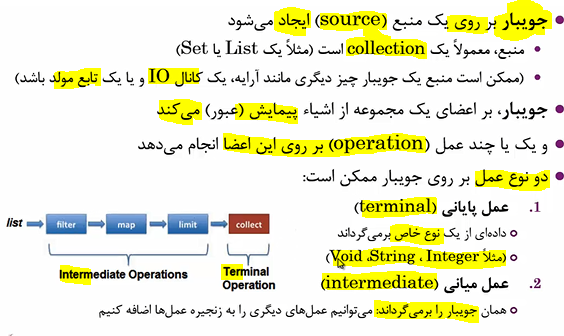 جویبار بر روی یک منبع (source) ایجاد می‌شود
منبع، معمولاً یک collection است (مثلاً یک List یا Set)
(ممکن است منبع یک جویبار چیز دیگری مانند آرایه، یک کانال IO و یا یک تابع مولد باشد)
جویبار، بر اعضای یک مجموعه از اشیاء پیمایش (عبور) می‌کند
و یک یا چند عمل (operation) بر روی این اعضا انجام می‌دهد
دو نوع عمل بر روی جویبار ممکن است:
1. عمل پایانی (terminal)
داده‌ای از یک نوع خاص برمی‌گرداند
(مثلاً Void ،String ، Integer)
2. عمل میانی (intermediate)
همان جویبار را برمی‌گرداند: می‌توانیم عمل‌های دیگری را به زنجیره عمل‌ها اضافه کنیم
list filter map limit collect
Intermediate Operations
Terminal
Operation